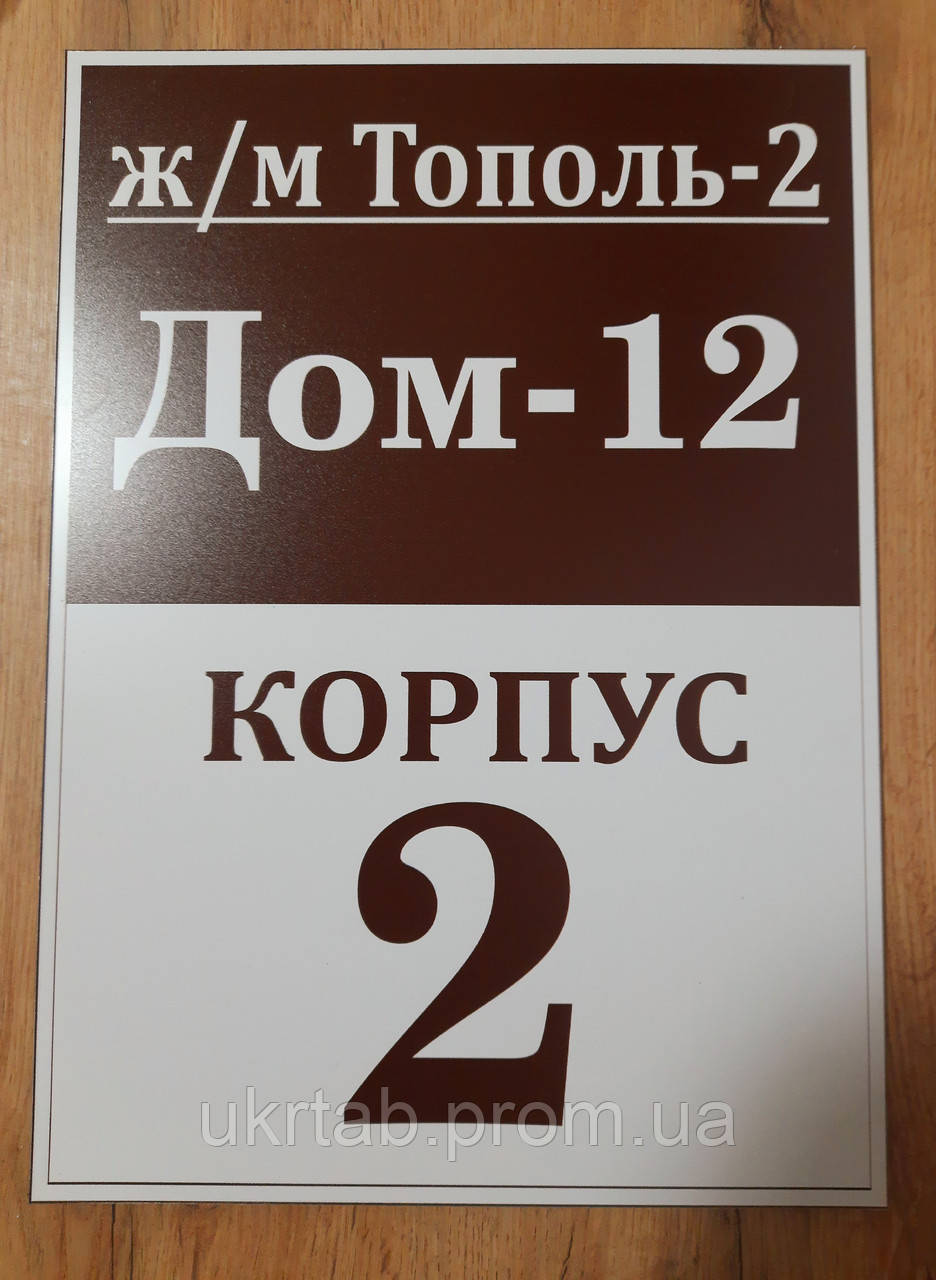 ж/м Тополь-2
Дом-12
КОРПУС
2
ukrtab.prom.ua